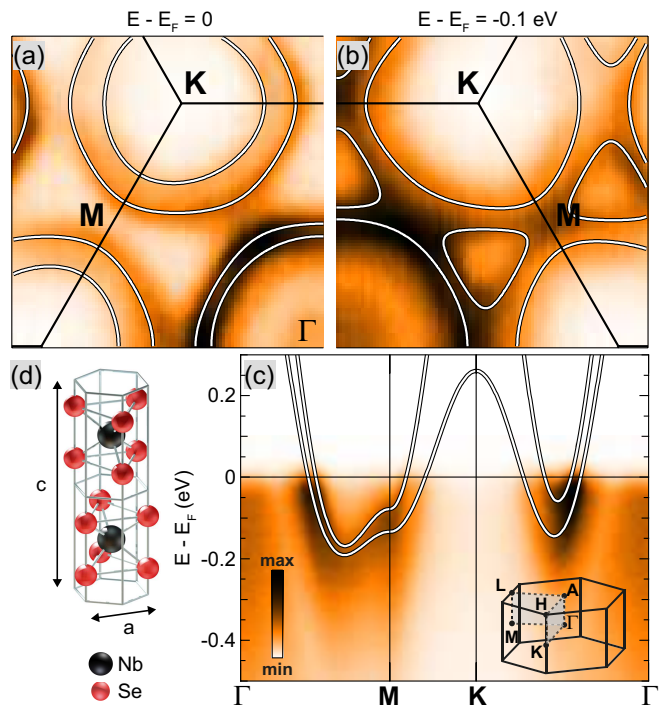 E - E_F = 0
E - E_F = -0.1 eV
(a)
K
M
Γ
(b)
K
M
(d)
c
a
Nb
Se
(c)
E - E_F (eV)
0.2
0
-0.2
-0.4
max
min
L
A
H
Γ
M
K
Γ
M
K
Γ